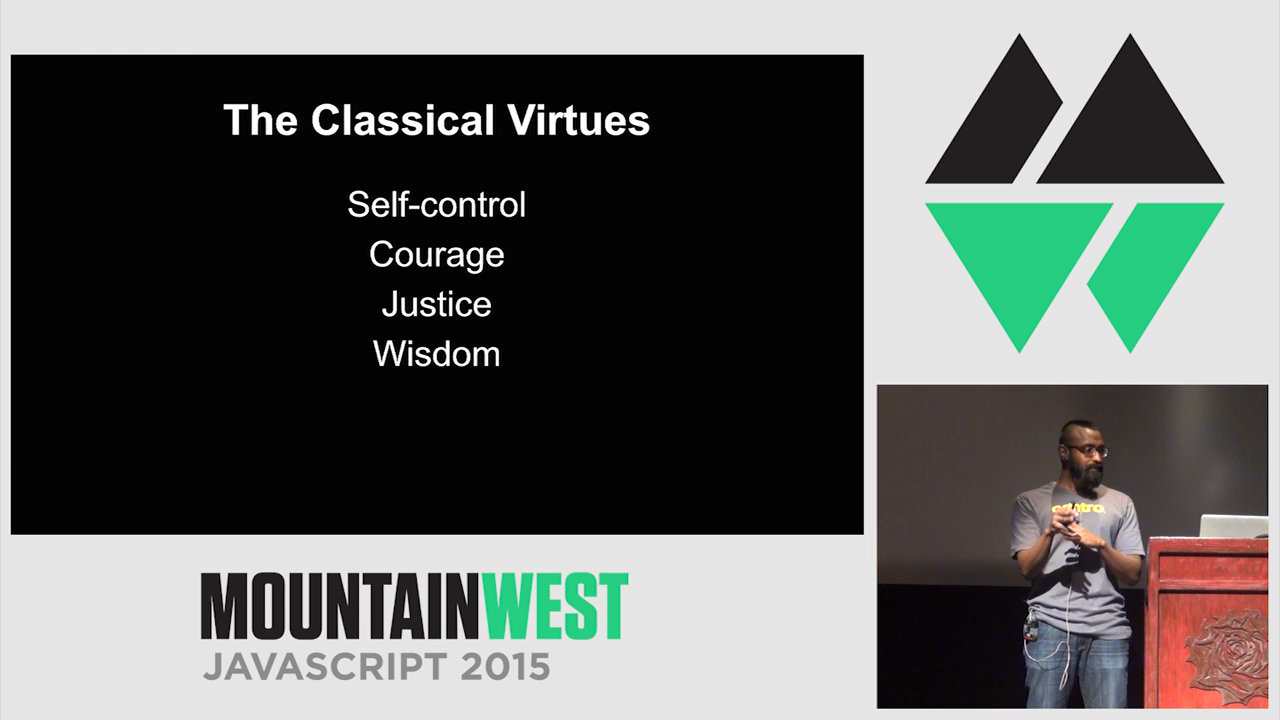 The Classical Virtues
Self-control
Courage
Justice
Wisdom
MOUNTAINWEST
JAVASCRIPT 2015